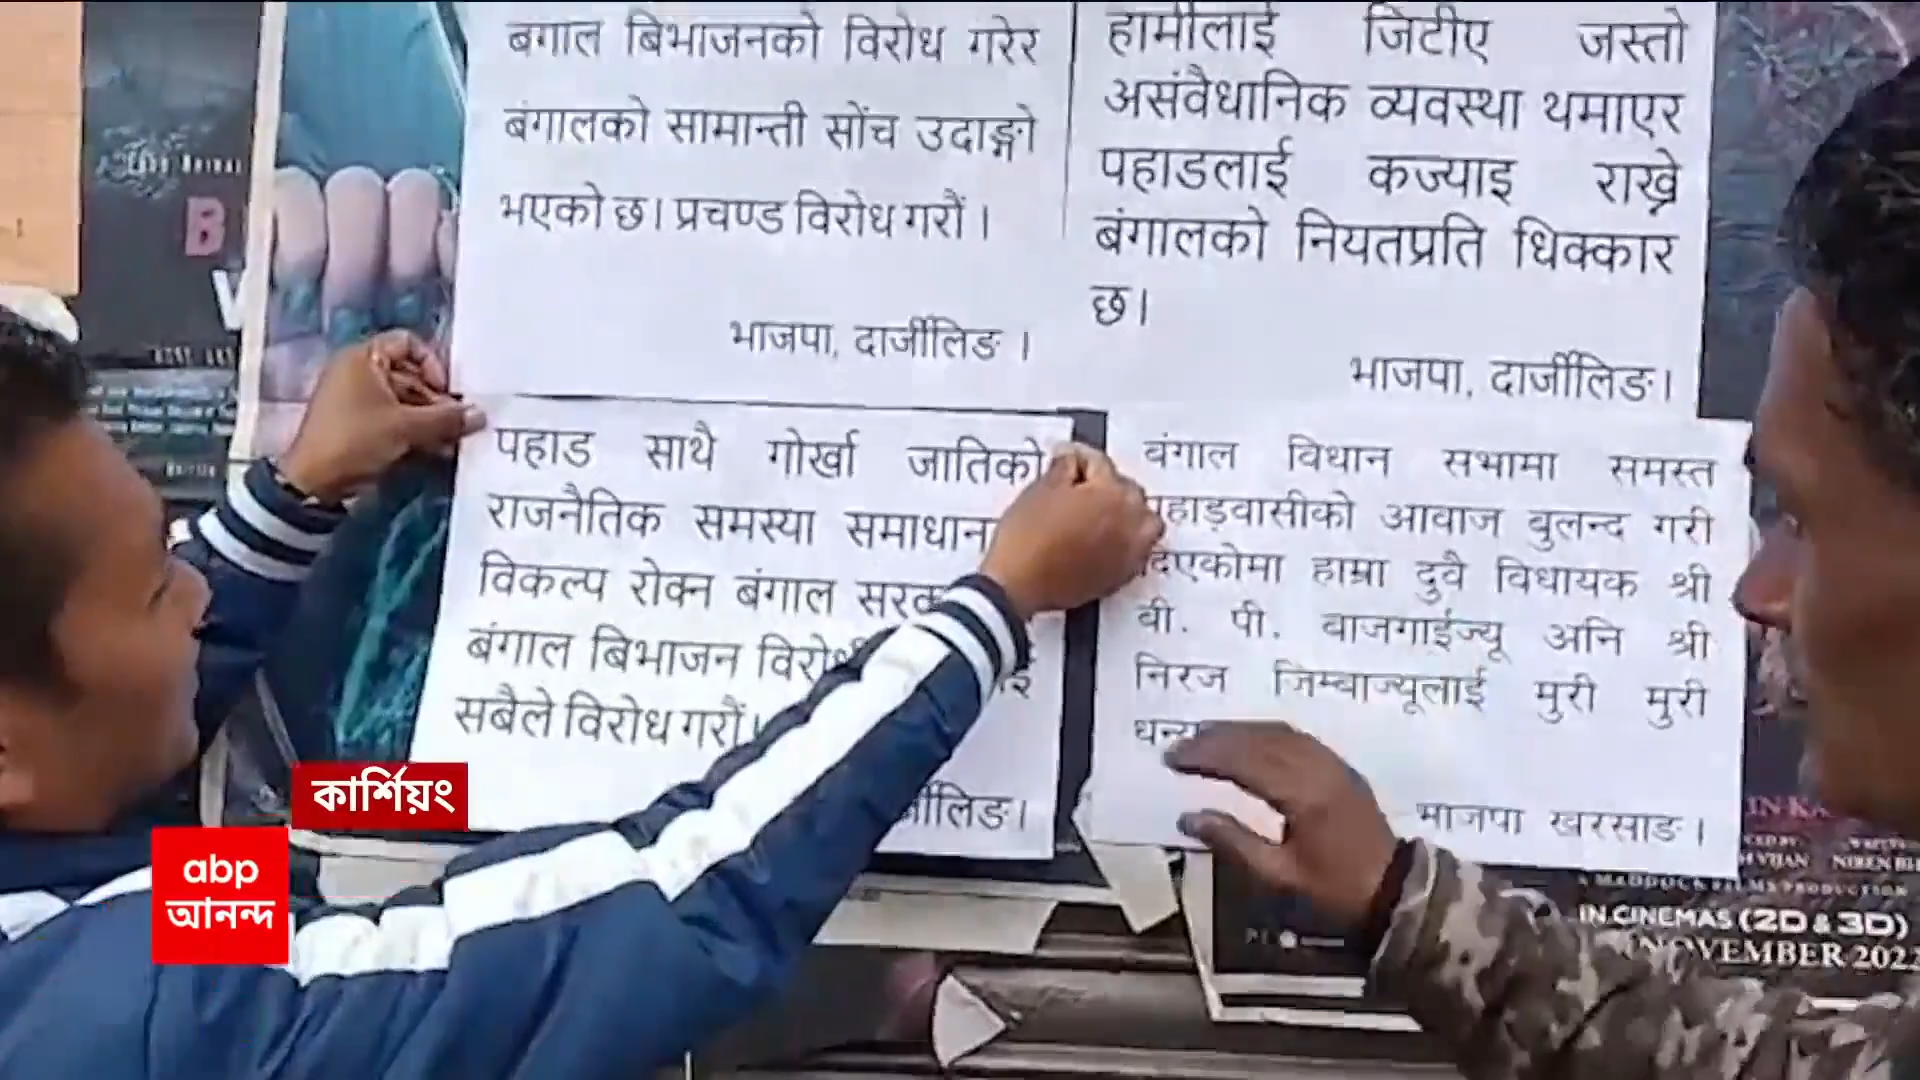 बंगाल बिभाजनको विरोध गरेर
बंगालको सामान्ती सोंच उदाङ्गो
भएको छ। प्रचण्ड विरोध गरौं ।
भाजपा, दार्जीलिङ ।
हामीलाई जिटीए जस्तो
असंवैधानिक व्यवस्था थमाएर
पहाडलाई कज्याइ राख्ने
बंगालको नियतप्रति धिक्कार
छ।
भाजपा, दार्जीलिङ।
पहाड साथै गोर्खा जातिको
राजनैतिक समस्या समाधान
विकल्प रोक्न बंगाल
बंगाल बिभाजन
सबैले विरोध गरौं।
बंगाल विधान सभामा समस्त
पहाड़वासीको आवाज वुलन्द गरी
दिएकोमा हाम्रा दुवै विधायक श्री
वी. पी. वाजगाईज्यू अनि श्री
निरज जिम्वाज्यूलाई मुरी मुरी
भाजपा खरसाङ।
কার্শিয়ং
abp
আনন্দ
A MADDOCK FILMS PRODUCTION
IN CINEMAS (2D & 3D)
NOVEMBER 2022